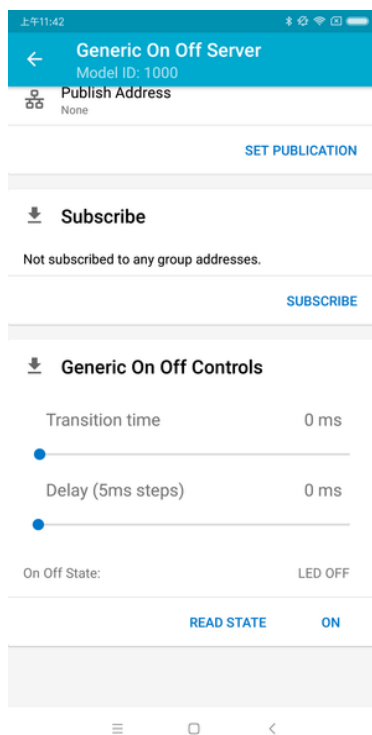 上午11:42
Generic On Off Server
Model ID: 1000
Publish Address
None
SET PUBLICATION
Subscribe
Not subscribed to any group addresses.
SUBSCRIBE
Generic On Off Controls
Transition time 0 ms
Delay (5ms steps) 0 ms
On Off State: LED OFF
READ STATE ON